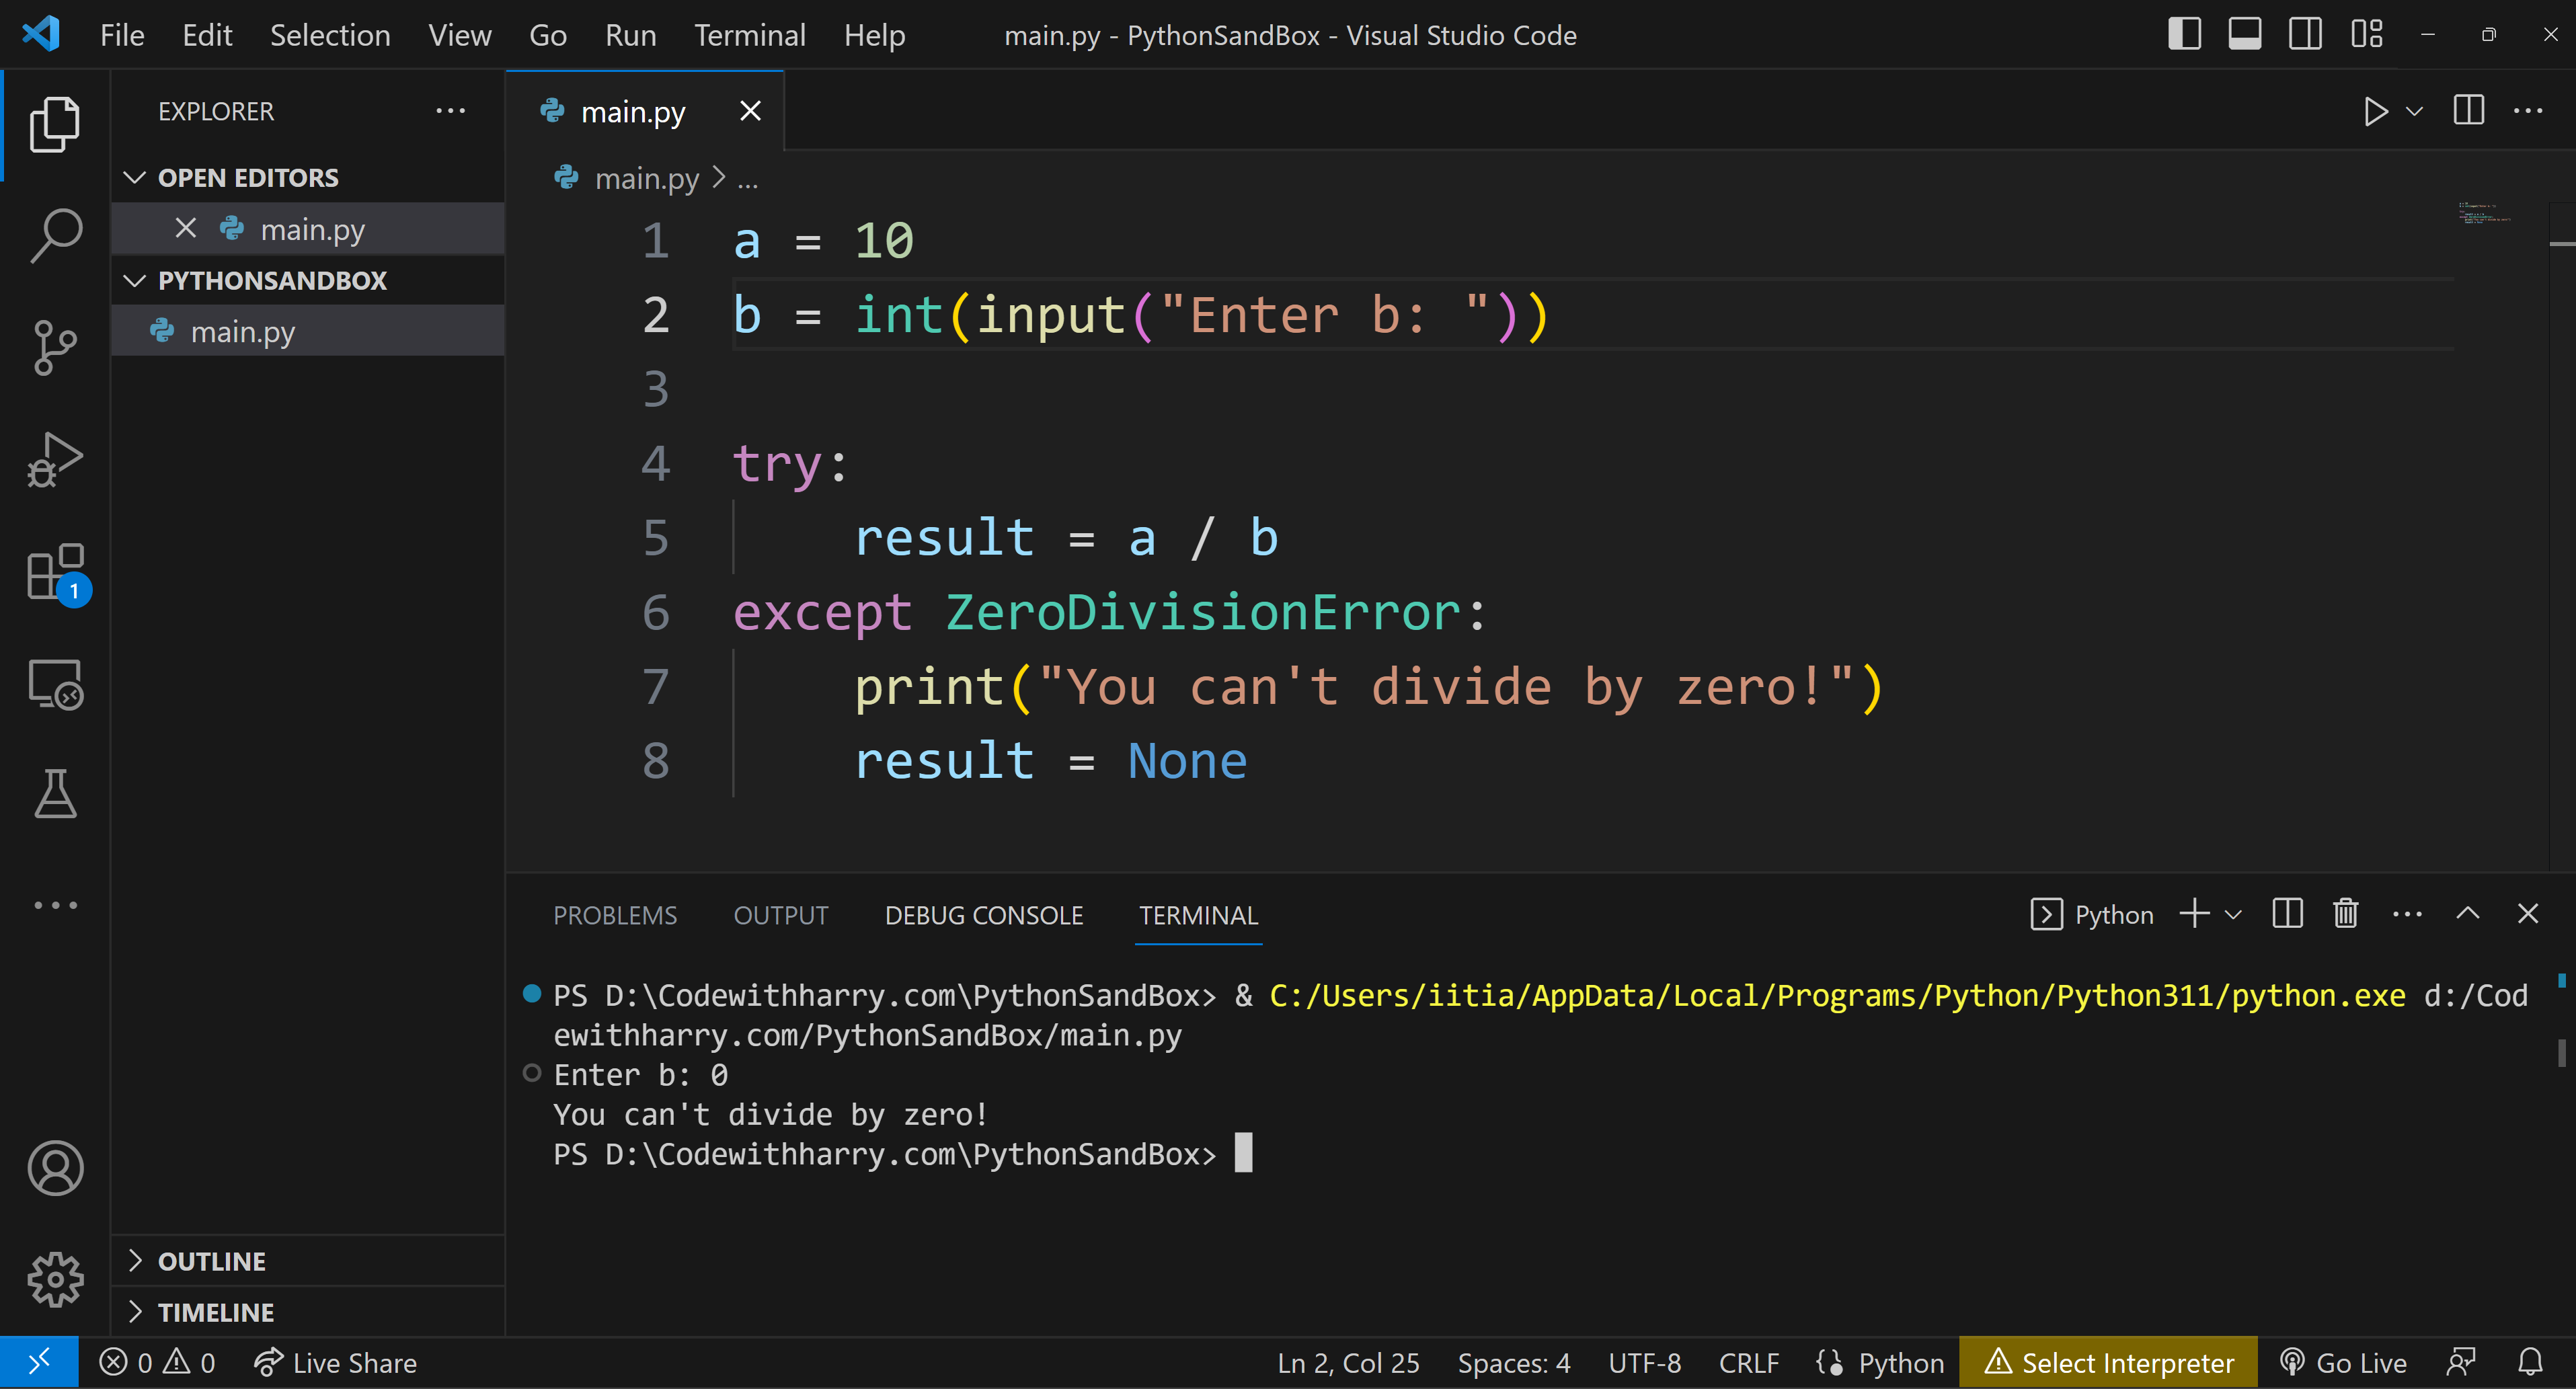 File Edit Selection View Go Run Terminal Help main.py - PythonSandBox - Visual Studio Code
EXPLORER
OPEN EDITORS
main.py
PYTHONSANDBOX
main.py
1
main.py
main.py > ...
1 a = 10
2 b = int(input("Enter b: "))
3
4 try:
5     result = a / b
6 except ZeroDivisionError:
7     print("You can't divide by zero!")
8     result = None
PROBLEMS OUTPUT DEBUG CONSOLE TERMINAL Python
PS D:\Codewithharry.com\PythonSandBox> & C:/Users/iitia/AppData/Local/Programs/Python/Python311/python.exe d:/Cod
ewithharry.com/PythonSandBox/main.py
Enter b: 0
You can't divide by zero!
PS D:\Codewithharry.com\PythonSandBox>
OUTLINE
TIMELINE
0 0 Live Share Ln 2, Col 25 Spaces: 4 UTF-8 CRLF Python Select Interpreter Go Live